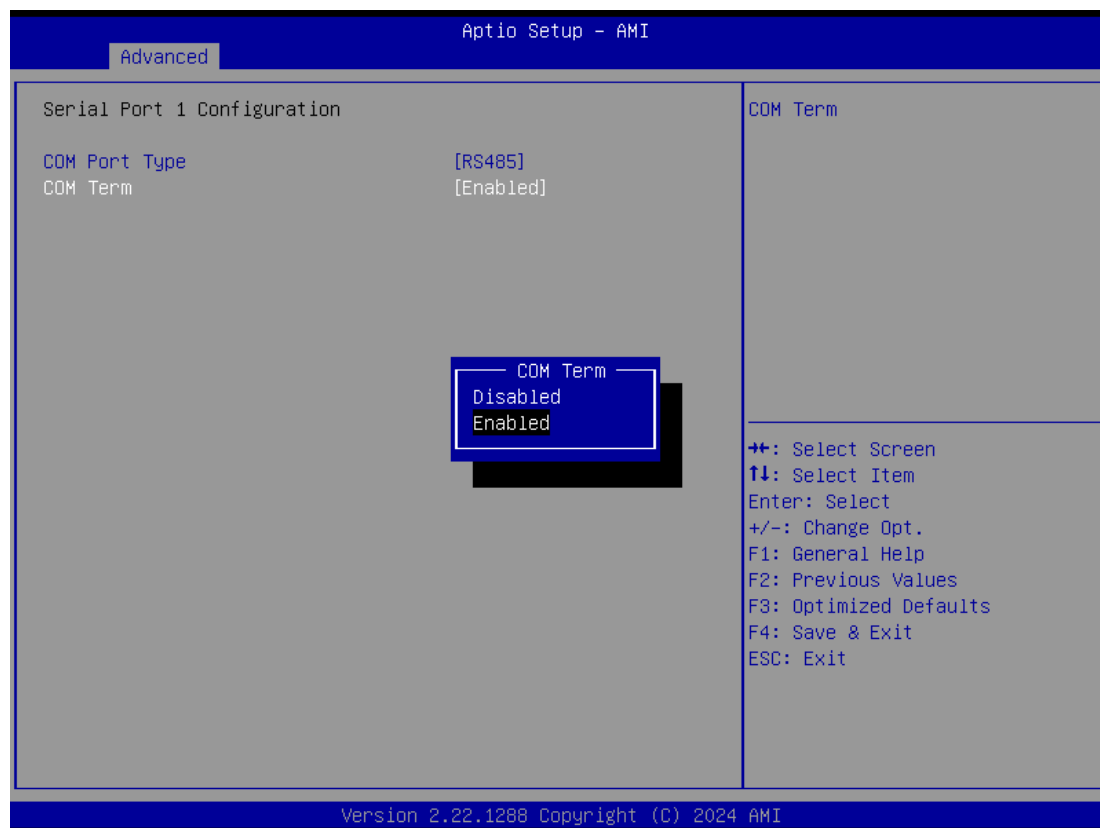 Aptio Setup – AMI
Advanced
Serial Port 1 Configuration
COM Port Type [RS485]
COM Term [Enabled]
COM Term
COM Term
Disabled
Enabled
→←: Select Screen
↑↓: Select Item
Enter: Select
+/-: Change Opt.
F1: General Help
F2: Previous Values
F3: Optimized Defaults
F4: Save & Exit
ESC: Exit
Version 2.22.1288 Copyright (C) 2024 AMI